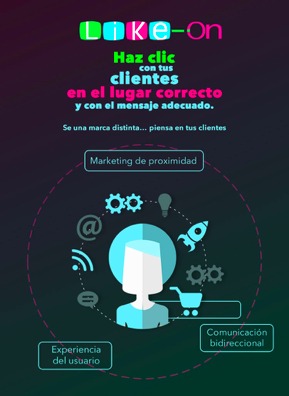 Like-On
Haz clic
con tus
clientes
en el lugar correcto
y con el mensaje adecuado.
Se una marca distinta... piensa en tus clientes
Marketing de proximidad
@
Comunicación
bidireccional
Experiencia
del usuario